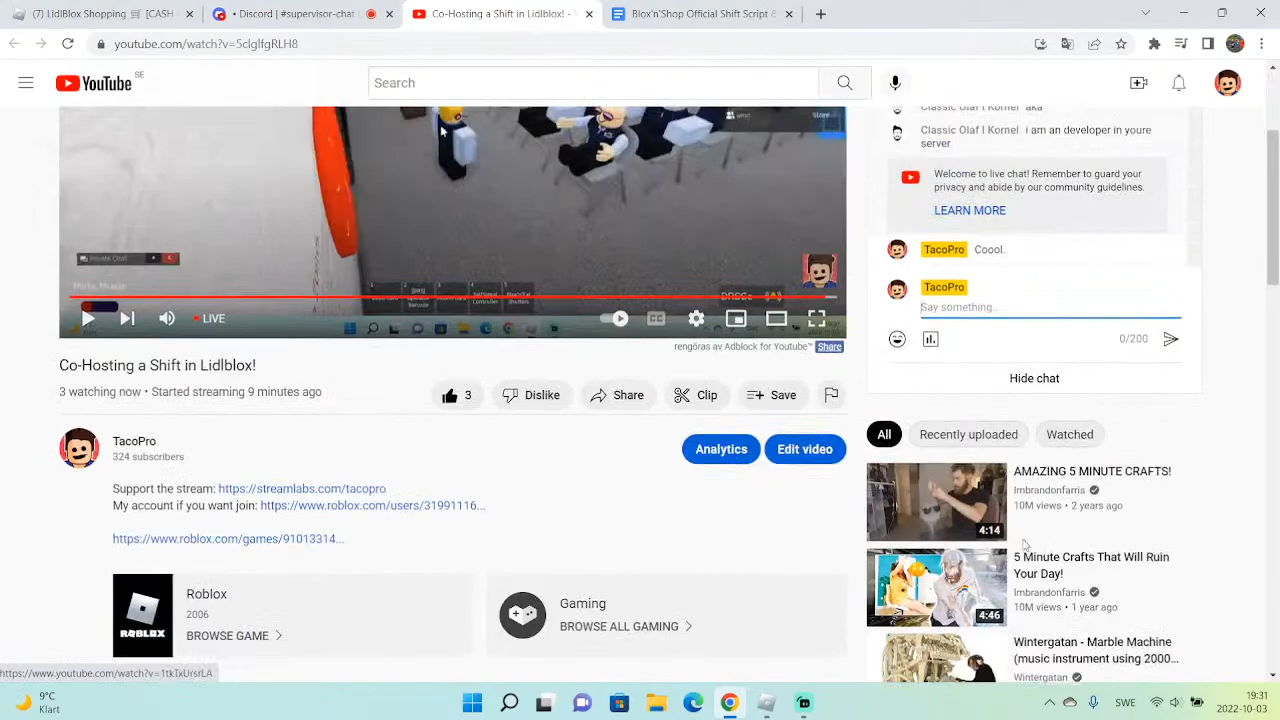 (7) LidlBlox Shopping 🛒 [CASH
• Discord | #supervisor-chat
Co-Hosting a Shift in Lidlblox! -
Blox'n'Shop Official Shift Script &
youtube.com/watch?v=5clgIfgRLH8
YouTube SE
Search
Share
Classic Olaf I Kornel aka
Classic Olaf I Kornel i am an developer in youre
server
Welcome to live chat! Remember to guard your
privacy and abide by our community guidelines.
LEARN MORE
TacoPro Coool.
Private Chat
TacoPro
Say something...
LIVE
0/200
rengöras av Adblock for Youtube™ Share
Co-Hosting a Shift in Lidlblox!
Hide chat
3 watching now • Started streaming 9 minutes ago
3
Dislike
Share
Clip
Save
All
Recently uploaded
Watched
TacoPro
324 subscribers
Analytics
Edit video
AMAZING 5 MINUTE CRAFTS!
Imbrandonfarris
10M views • 2 years ago
4:14
Support the stream: https://streamlabs.com/tacopro
My account if you want join: https://www.roblox.com/users/31991116...
https://www.roblox.com/games/91013314...
5 Minute Crafts That Will Ruin
Your Day!
Imbrandonfarris
10M views • 1 year ago
4:46
ROBLOX
Roblox
2006
BROWSE GAME
Gaming
BROWSE ALL GAMING
Wintergatan - Marble Machine
(music instrument using 2000...
Wintergatan
https://www.youtube.com/watch?v=1tkTxUrsrLA
9°C
Klart
SWE
19:31
2022-10-03